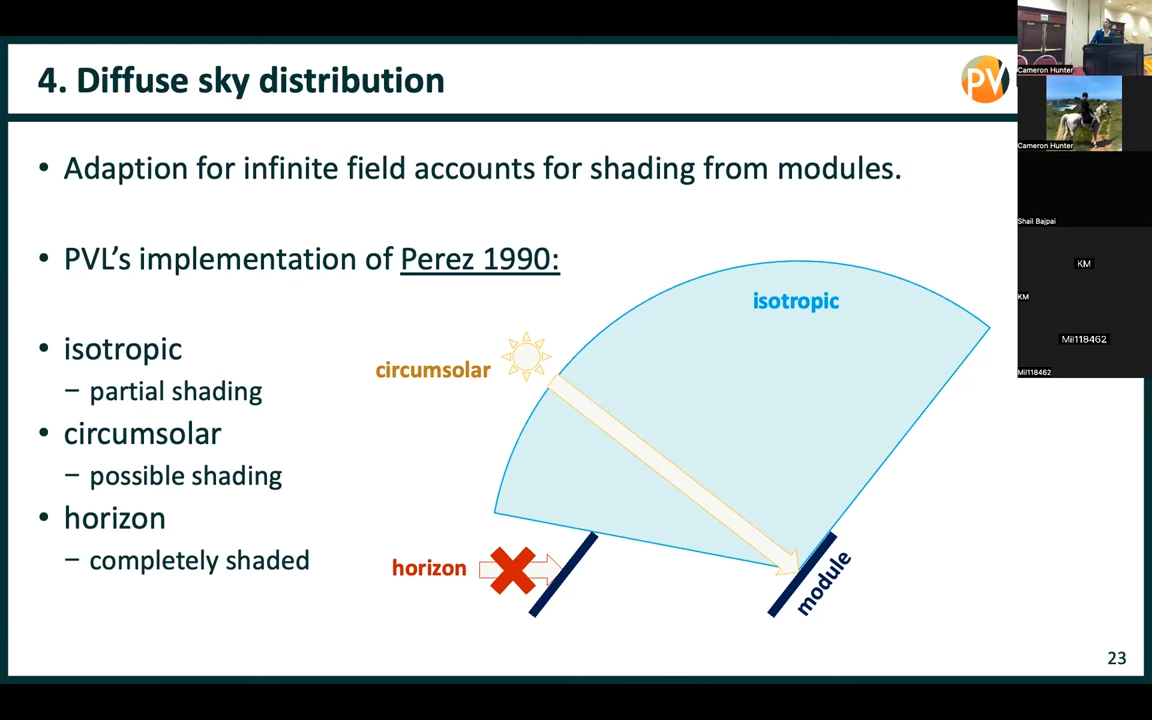 4. Diffuse sky distribution
PV
• Adaption for infinite field accounts for shading from modules.
• PVL’s implementation of Perez 1990:
• isotropic
– partial shading
• circumsolar
– possible shading
• horizon
– completely shaded
isotropic
circumsolar
horizon
module
23
Cameron Hunter
Cameron Hunter
Shail Bajpai
KM
KM
Mil118462
Mil118462